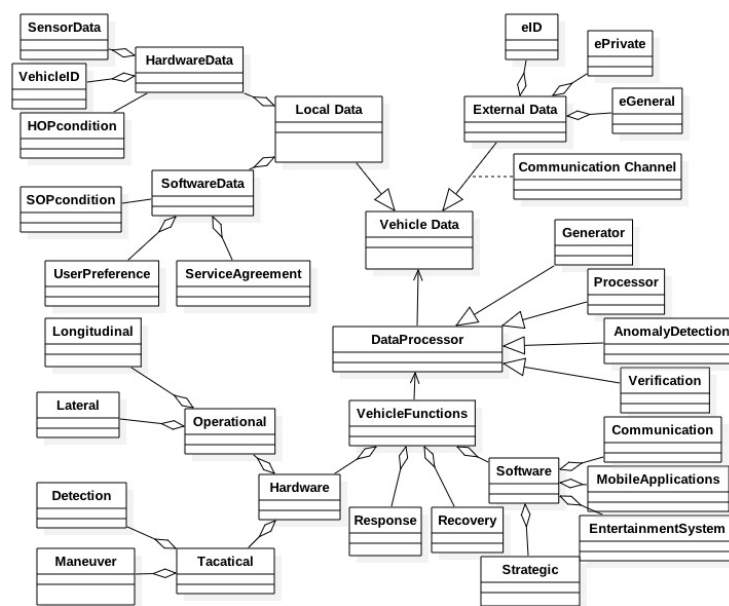 SensorData
eID
ePrivate
HardwareData
VehicleID
eGeneral
Local Data
External Data
HOPcondition
Communication Channel
SoftwareData
SOPcondition
Vehicle Data
Generator
UserPreference
ServiceAgreement
Processor
Longitudinal
DataProcessor
AnomalyDetection
Verification
Lateral
VehicleFunctions
Operational
Communication
Software
MobileApplications
Detection
Hardware
Response
Recovery
EntertainmentSystem
Maneuver
Tacatical
Strategic